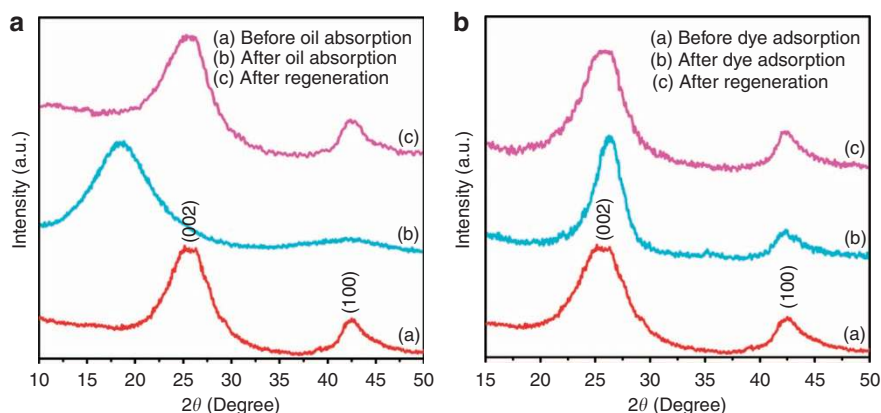 a
(a) Before oil absorption
(b) After oil absorption
(c) After regeneration
(c)
(002)
(b)
(100)
(a)
Intensity (a.u.)
10 15 20 25 30 35 40 45 50
2θ (Degree)
b
(a) Before dye adsorption
(b) After dye adsorption
(c) After regeneration
(c)
(002)
(b)
(100)
(a)
Intensity (a.u.)
15 20 25 30 35 40 45 50
2θ (Degree)